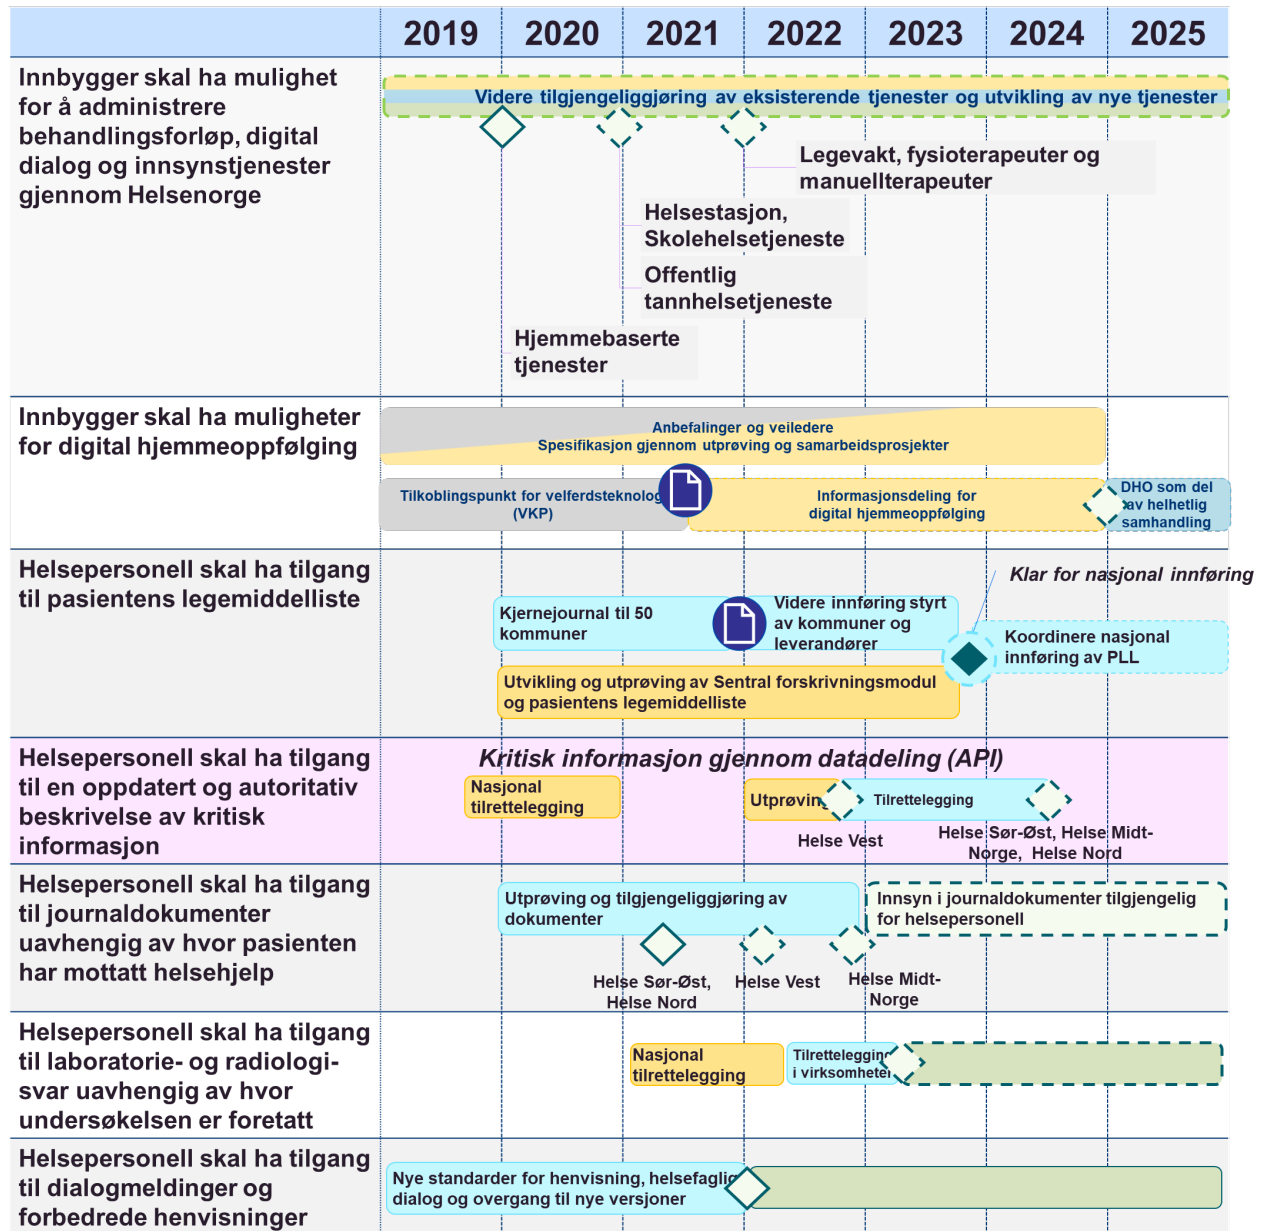 2019 2020 2021 2022 2023 2024 2025
Innbygger skal ha mulighet
for å administrere
behandlingsforløp, digital
dialog og innsynstjenester
gjennom Helsenorge
Videre tilgjengeliggjøring av eksisterende tjenester og utvikling av nye tjenester
Legevakt, fysioterapeuter og
manuellterapeuter
Helsestasjon,
Skolehelsetjeneste
Offentlig
tannhelsetjeneste
Hjemmebaserte
tjenester
Innbygger skal ha muligheter
for digital hjemmeoppfølging
Anbefalinger og veiledere
Spesifikasjon gjennom utprøving og samarbeidsprosjekter
Tilkoblingspunkt for velferdsteknolog
(VKP)
Informasjonsdeling for
digital hjemmeoppfølging
DHO som del
av helhetlig
samhandling
Helsepersonell skal ha tilgang
til pasientens legemiddelliste
Klar for nasjonal innføring
Kjernejournal til 50
kommuner
Videre innføring styrt
av kommuner og
leverandører
Koordinere nasjonal
innføring av PLL
Utvikling og utprøving av Sentral forskrivningsmodul
og pasientens legemiddelliste
Helsepersonell skal ha tilgang
til en oppdatert og autoritativ
beskrivelse av kritisk
informasjon
Kritisk informasjon gjennom datadeling (API)
Nasjonal
tilrettelegging
Utprøving
Tilrettelegging
Helse Vest
Helse Sør-Øst, Helse Midt-
Norge, Helse Nord
Helsepersonell skal ha tilgang
til journaldokumenter
uavhengig av hvor pasienten
har mottatt helsehjelp
Utprøving og tilgjengeliggjøring av
dokumenter
Innsyn i journaldokumenter tilgjengelig
for helsepersonell
Helse Sør-Øst,
Helse Nord
Helse Vest
Helse Midt-
Norge
Helsepersonell skal ha tilgang
til laboratorie- og radiologi-
svar uavhengig av hvor
undersøkelsen er foretatt
Nasjonal
tilrettelegging
Tilrettelegging
i virksomheter
Helsepersonell skal ha tilgang
til dialogmeldinger og
forbedrede henvisninger
Nye standarder for henvisning, helsefaglig
dialog og overgang til nye versjoner